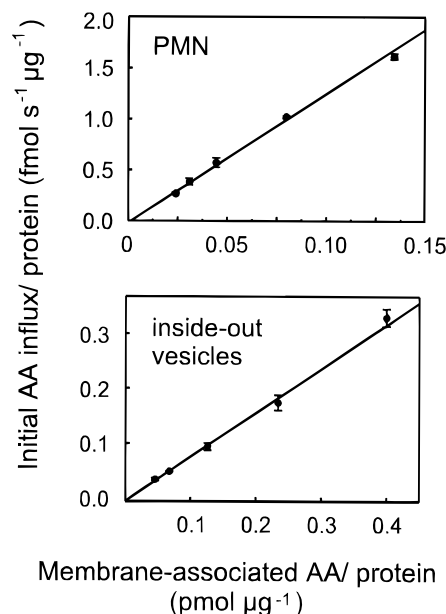 Initial AA influx/ protein (fmol s⁻¹ µg⁻¹)
2.0
1.5
1.0
0.5
0.0
PMN
0 0.05 0.10 0.15
0.3
0.2
0.1
0.0
inside-out
vesicles
0.1 0.2 0.3 0.4
Membrane-associated AA/ protein
(pmol µg⁻¹)